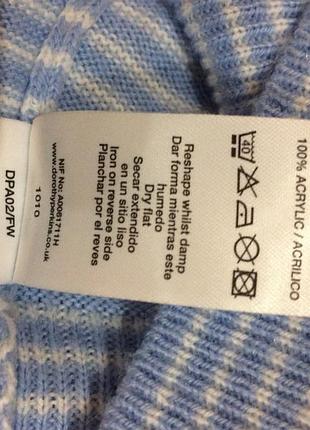 100% ACRYLIC / ACRILICO
40
Reshape whilst damp
Dar forma mientras este
humedo
Dry flat
Secar extendido
en un sitio liso
Iron on reverse side
Planchar por el reves
NIF No: A0061711H
www.dorothyperkins.co.uk
1010
DPA02/FW